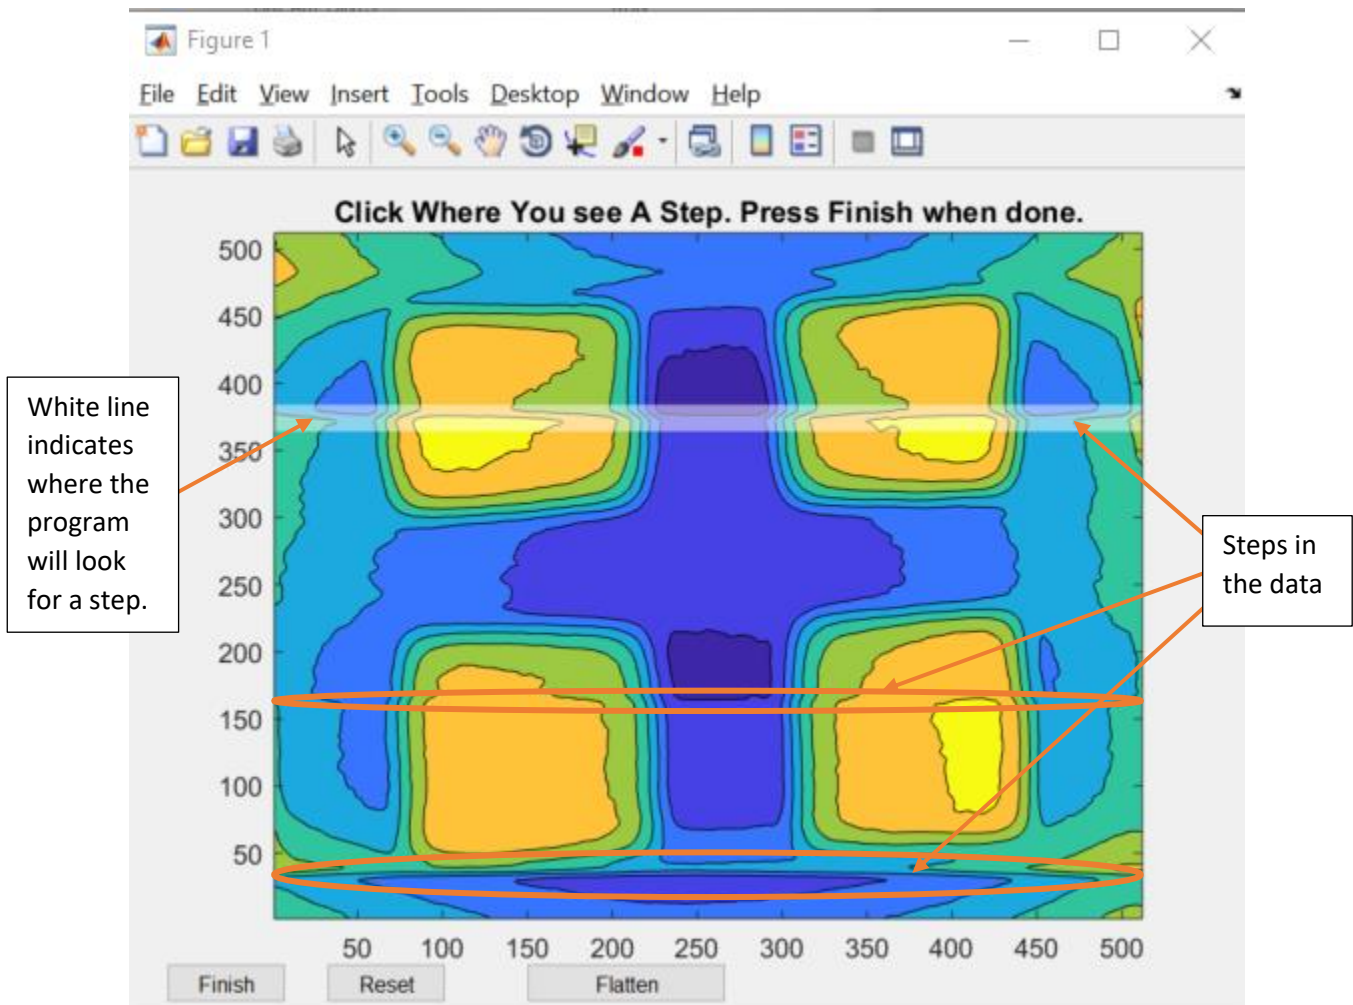 Figure 1
File Edit View Insert Tools Desktop Window Help
Click Where You see A Step. Press Finish when done.
500
450
400
350
300
250
200
150
100
50
50 100 150 200 250 300 350 400 450 500
Finish Reset Flatten
White line
indicates
where the
program
will look
for a step.
Steps in
the data